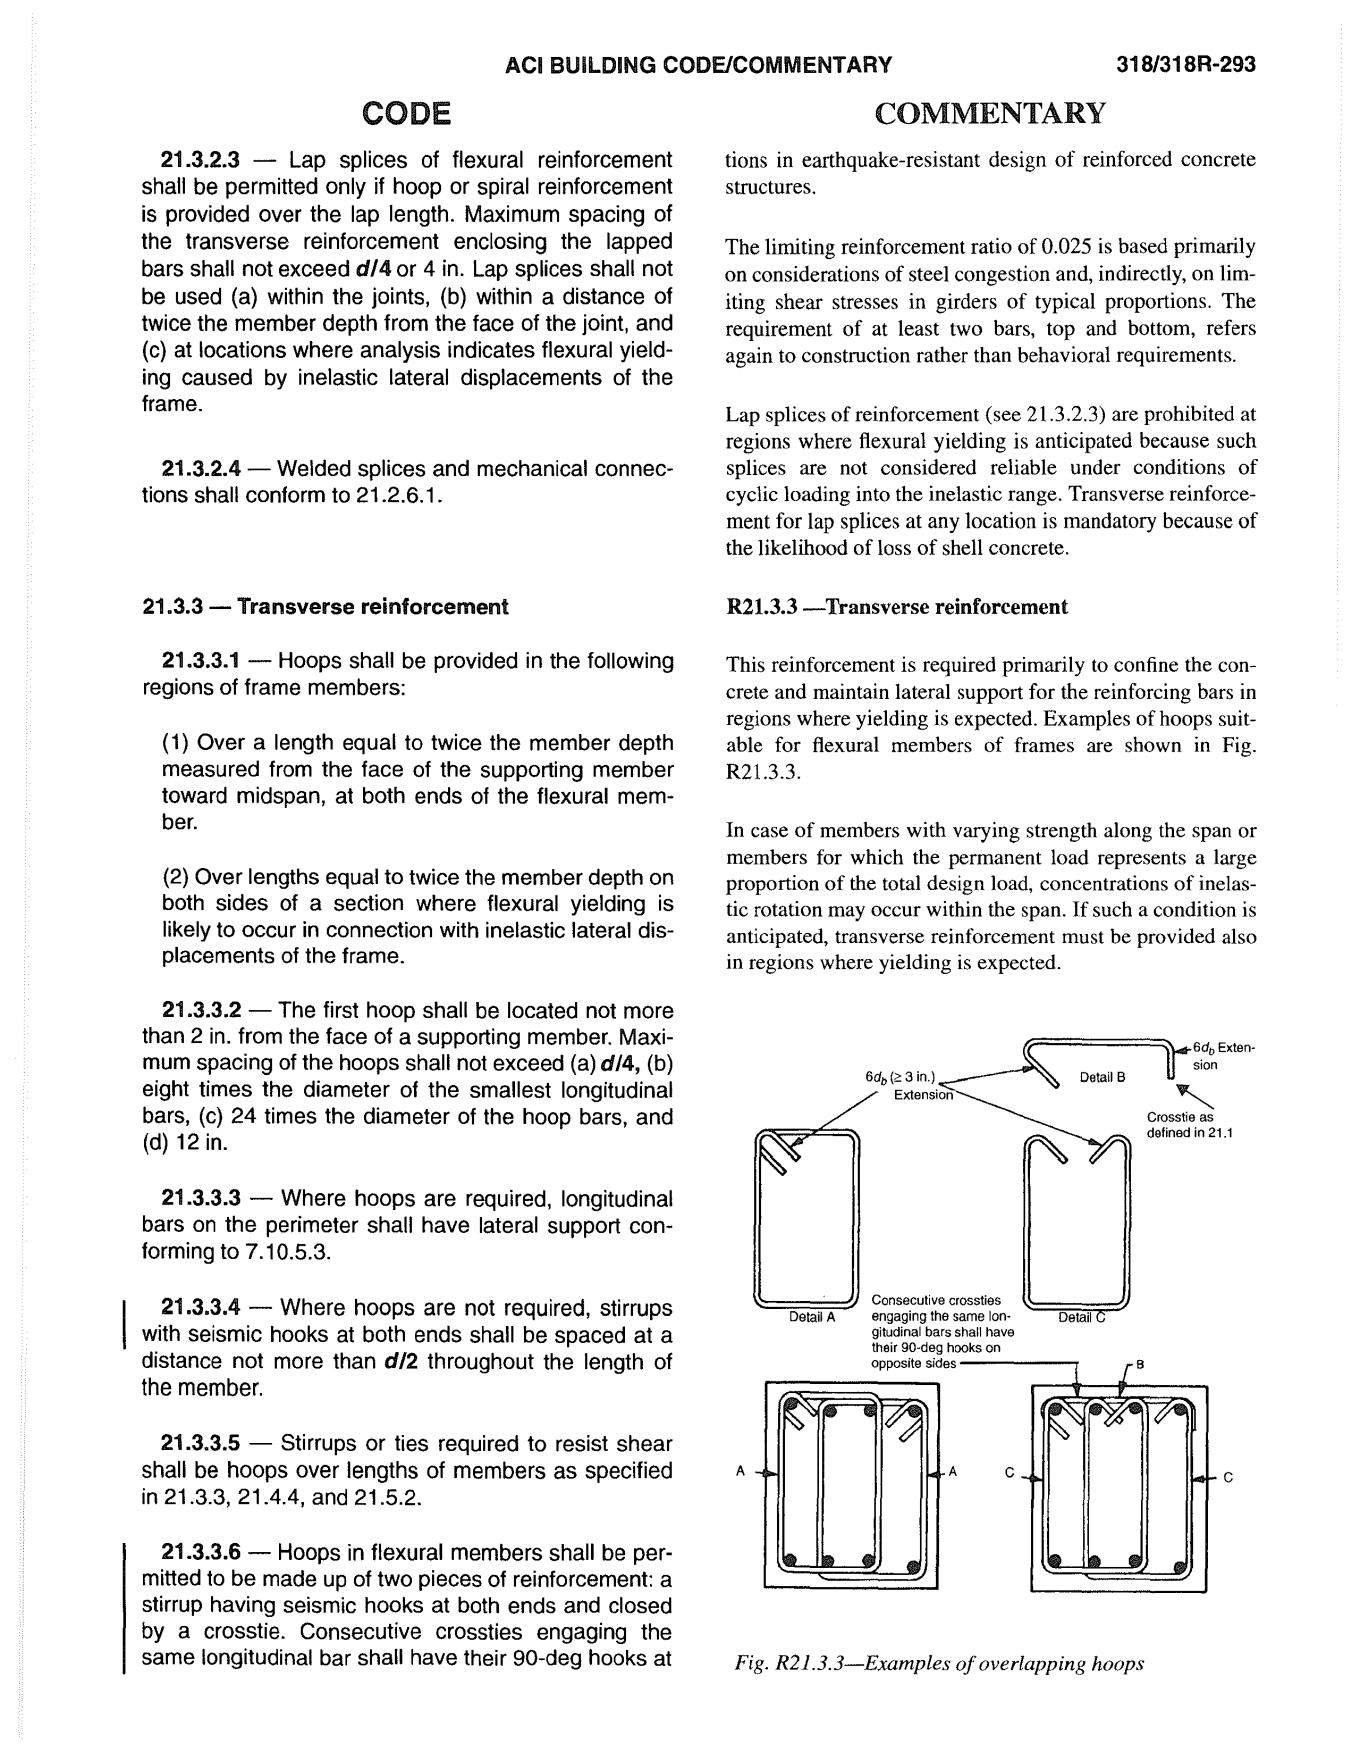 ACI BUILDING CODE/COMMENTARY
318/318R-293
CODE
21.3.2.3 — Lap splices of flexural reinforcement
shall be permitted only if hoop or spiral reinforcement
is provided over the lap length. Maximum spacing of
the transverse reinforcement enclosing the lapped
bars shall not exceed d/4 or 4 in. Lap splices shall not
be used (a) within the joints, (b) within a distance of
twice the member depth from the face of the joint, and
(c) at locations where analysis indicates flexural yield-
ing caused by inelastic lateral displacements of the
frame.
21.3.2.4 — Welded splices and mechanical connec-
tions shall conform to 21.2.6.1.
21.3.3 — Transverse reinforcement
21.3.3.1 — Hoops shall be provided in the following
regions of frame members:
(1) Over a length equal to twice the member depth
measured from the face of the supporting member
toward midspan, at both ends of the flexural mem-
ber.
(2) Over lengths equal to twice the member depth on
both sides of a section where flexural yielding is
likely to occur in connection with inelastic lateral dis-
placements of the frame.
21.3.3.2 — The first hoop shall be located not more
than 2 in. from the face of a supporting member. Maxi-
mum spacing of the hoops shall not exceed (a) d/4, (b)
eight times the diameter of the smallest longitudinal
bars, (c) 24 times the diameter of the hoop bars, and
(d) 12 in.
21.3.3.3 — Where hoops are required, longitudinal
bars on the perimeter shall have lateral support con-
forming to 7.10.5.3.
21.3.3.4 — Where hoops are not required, stirrups
with seismic hooks at both ends shall be spaced at a
distance not more than d/2 throughout the length of
the member.
21.3.3.5 — Stirrups or ties required to resist shear
shall be hoops over lengths of members as specified
in 21.3.3, 21.4.4, and 21.5.2.
21.3.3.6 — Hoops in flexural members shall be per-
mitted to be made up of two pieces of reinforcement: a
stirrup having seismic hooks at both ends and closed
by a crosstie. Consecutive crossties engaging the
same longitudinal bar shall have their 90-deg hooks at
COMMENTARY
tions in earthquake-resistant design of reinforced concrete
structures.
The limiting reinforcement ratio of 0.025 is based primarily
on considerations of steel congestion and, indirectly, on lim-
iting shear stresses in girders of typical proportions. The
requirement of at least two bars, top and bottom, refers
again to construction rather than behavioral requirements.
Lap splices of reinforcement (see 21.3.2.3) are prohibited at
regions where flexural yielding is anticipated because such
splices are not considered reliable under conditions of
cyclic loading into the inelastic range. Transverse reinforce-
ment for lap splices at any location is mandatory because of
the likelihood of loss of shell concrete.
R21.3.3 —Transverse reinforcement
This reinforcement is required primarily to confine the con-
crete and maintain lateral support for the reinforcing bars in
regions where yielding is expected. Examples of hoops suit-
able for flexural members of frames are shown in Fig.
R21.3.3.
In case of members with varying strength along the span or
members for which the permanent load represents a large
proportion of the total design load, concentrations of inelas-
tic rotation may occur within the span. If such a condition is
anticipated, transverse reinforcement must be provided also
in regions where yielding is expected.
6db Exten-
sion
6db (≥ 3 in.)
Extension
Detail B
Crosstie as
defined in 21.1
Detail A
Consecutive crossties
engaging the same lon-
gitudinal bars shall have
their 90-deg hooks on
opposite sides
Detail C
B
A
A
C
C
Fig. R21.3.3—Examples of overlapping hoops